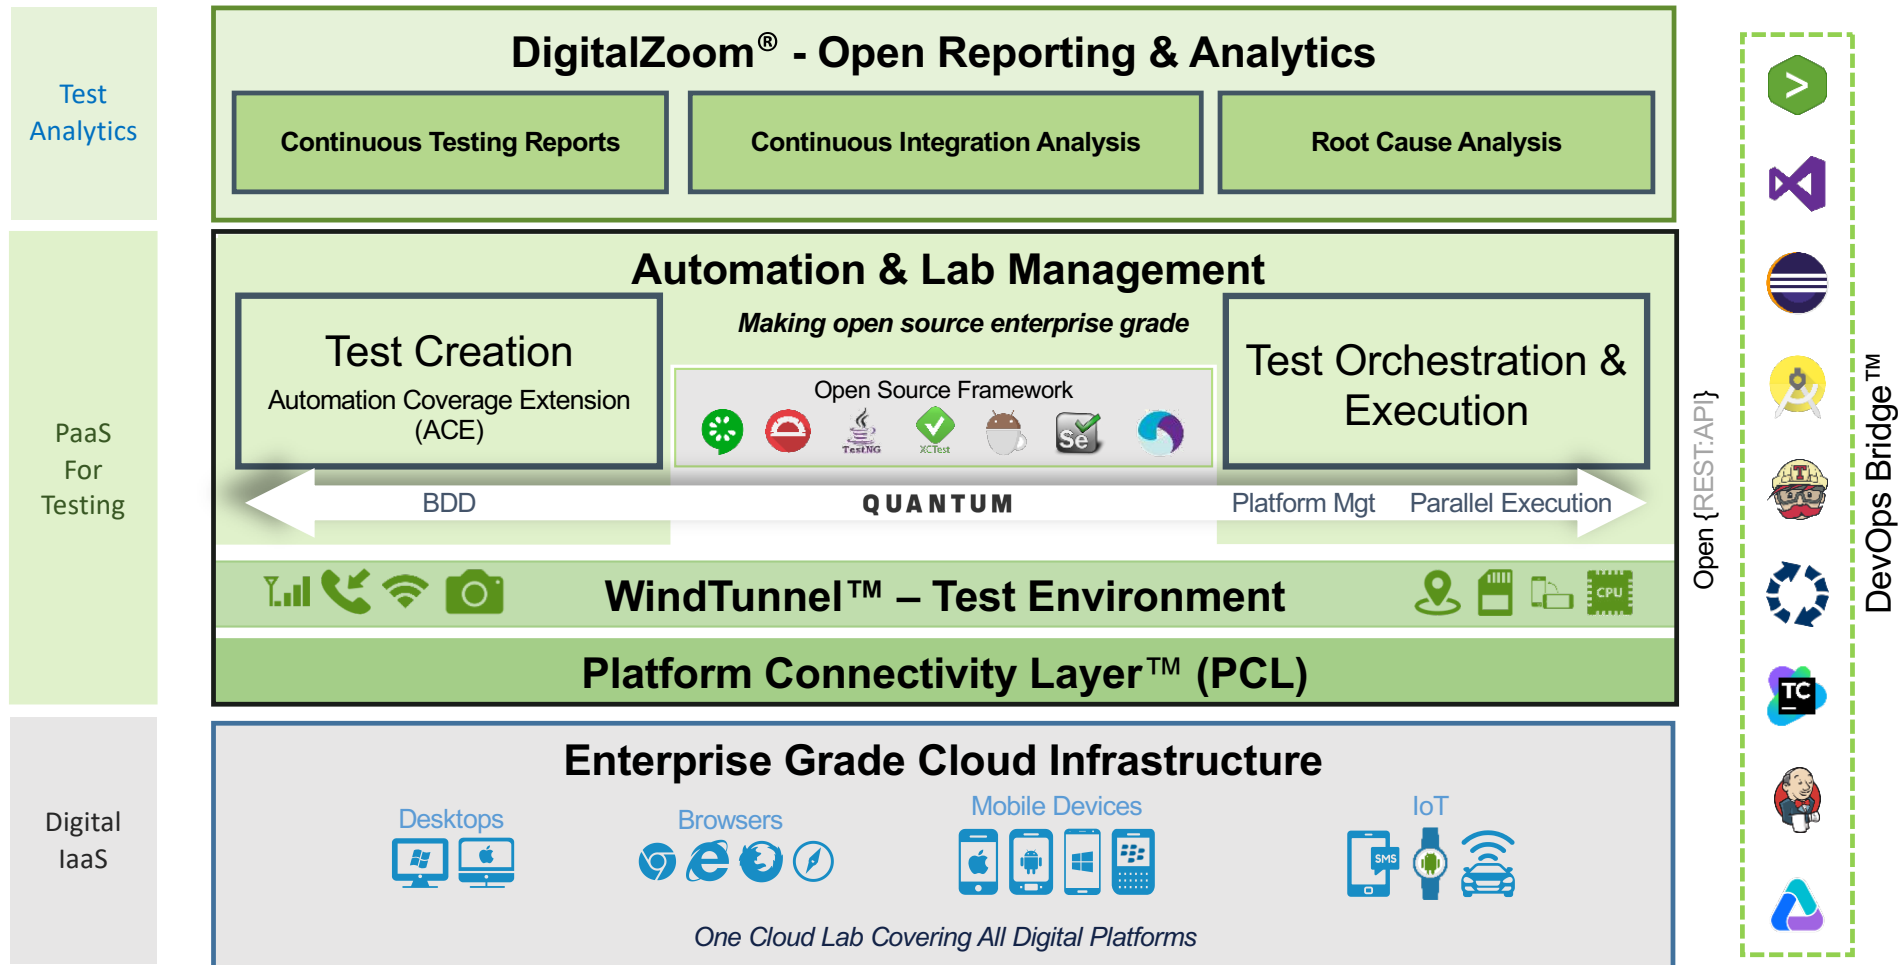 Test
Analytics
DigitalZoom® - Open Reporting & Analytics
Continuous Testing Reports
Continuous Integration Analysis
Root Cause Analysis
PaaS
For
Testing
Automation & Lab Management
Making open source enterprise grade
Test Creation
Automation Coverage Extension
(ACE)
Open Source Framework
TestNG
XCTest
Se
Test Orchestration &
Execution
BDD
QUANTUM
Platform Mgt
Parallel Execution
WindTunnel™ – Test Environment
CPU
Platform Connectivity Layer™ (PCL)
Digital
IaaS
Enterprise Grade Cloud Infrastructure
Desktops
Browsers
Mobile Devices
IoT
SMS
One Cloud Lab Covering All Digital Platforms
Open {REST:API}
T
TC
DevOps Bridge™